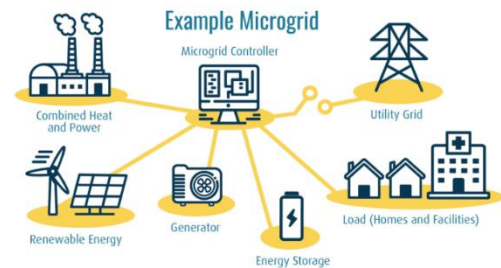 Example Microgrid
Microgrid Controller
Combined Heat
and Power
Utility Grid
Renewable Energy
Generator
Energy Storage
Load (Homes and Facilities)